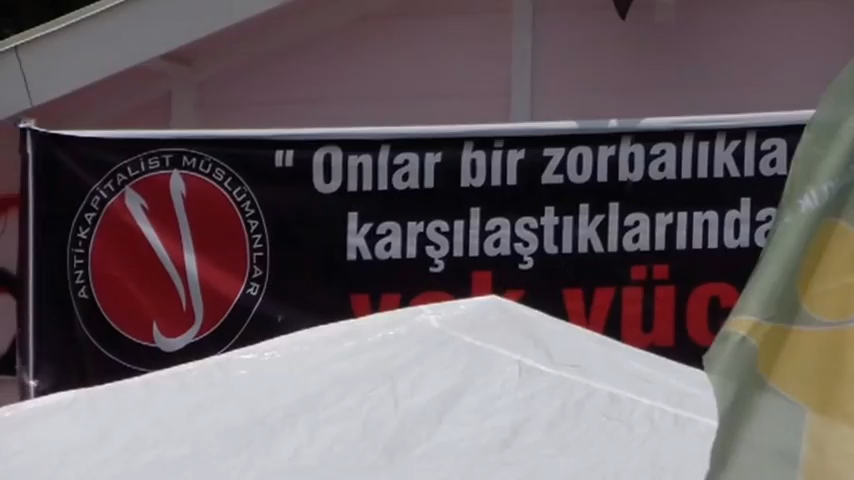 ANTİ-KAPİTALİST MÜSLÜMANLAR
" Onlar bir zorbalıkla
karşılaştıklarında